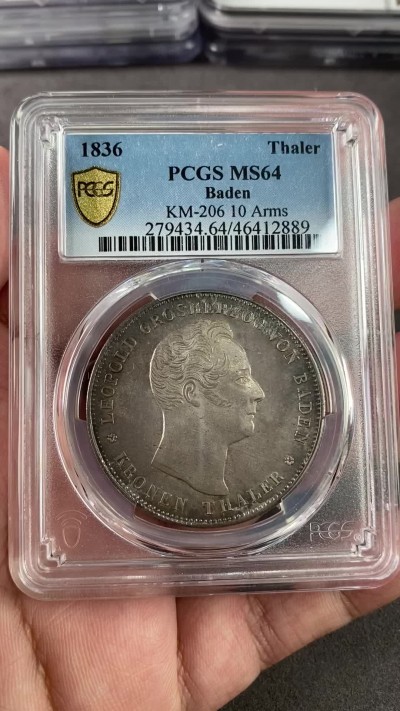 1836 Thaler
PCGS MS64
Baden
KM-206 10 Arms
279434.64/46412889
PCGS
LEOPOLD GROSHERZOG VON BADEN
KRONEN THALER
PCGS